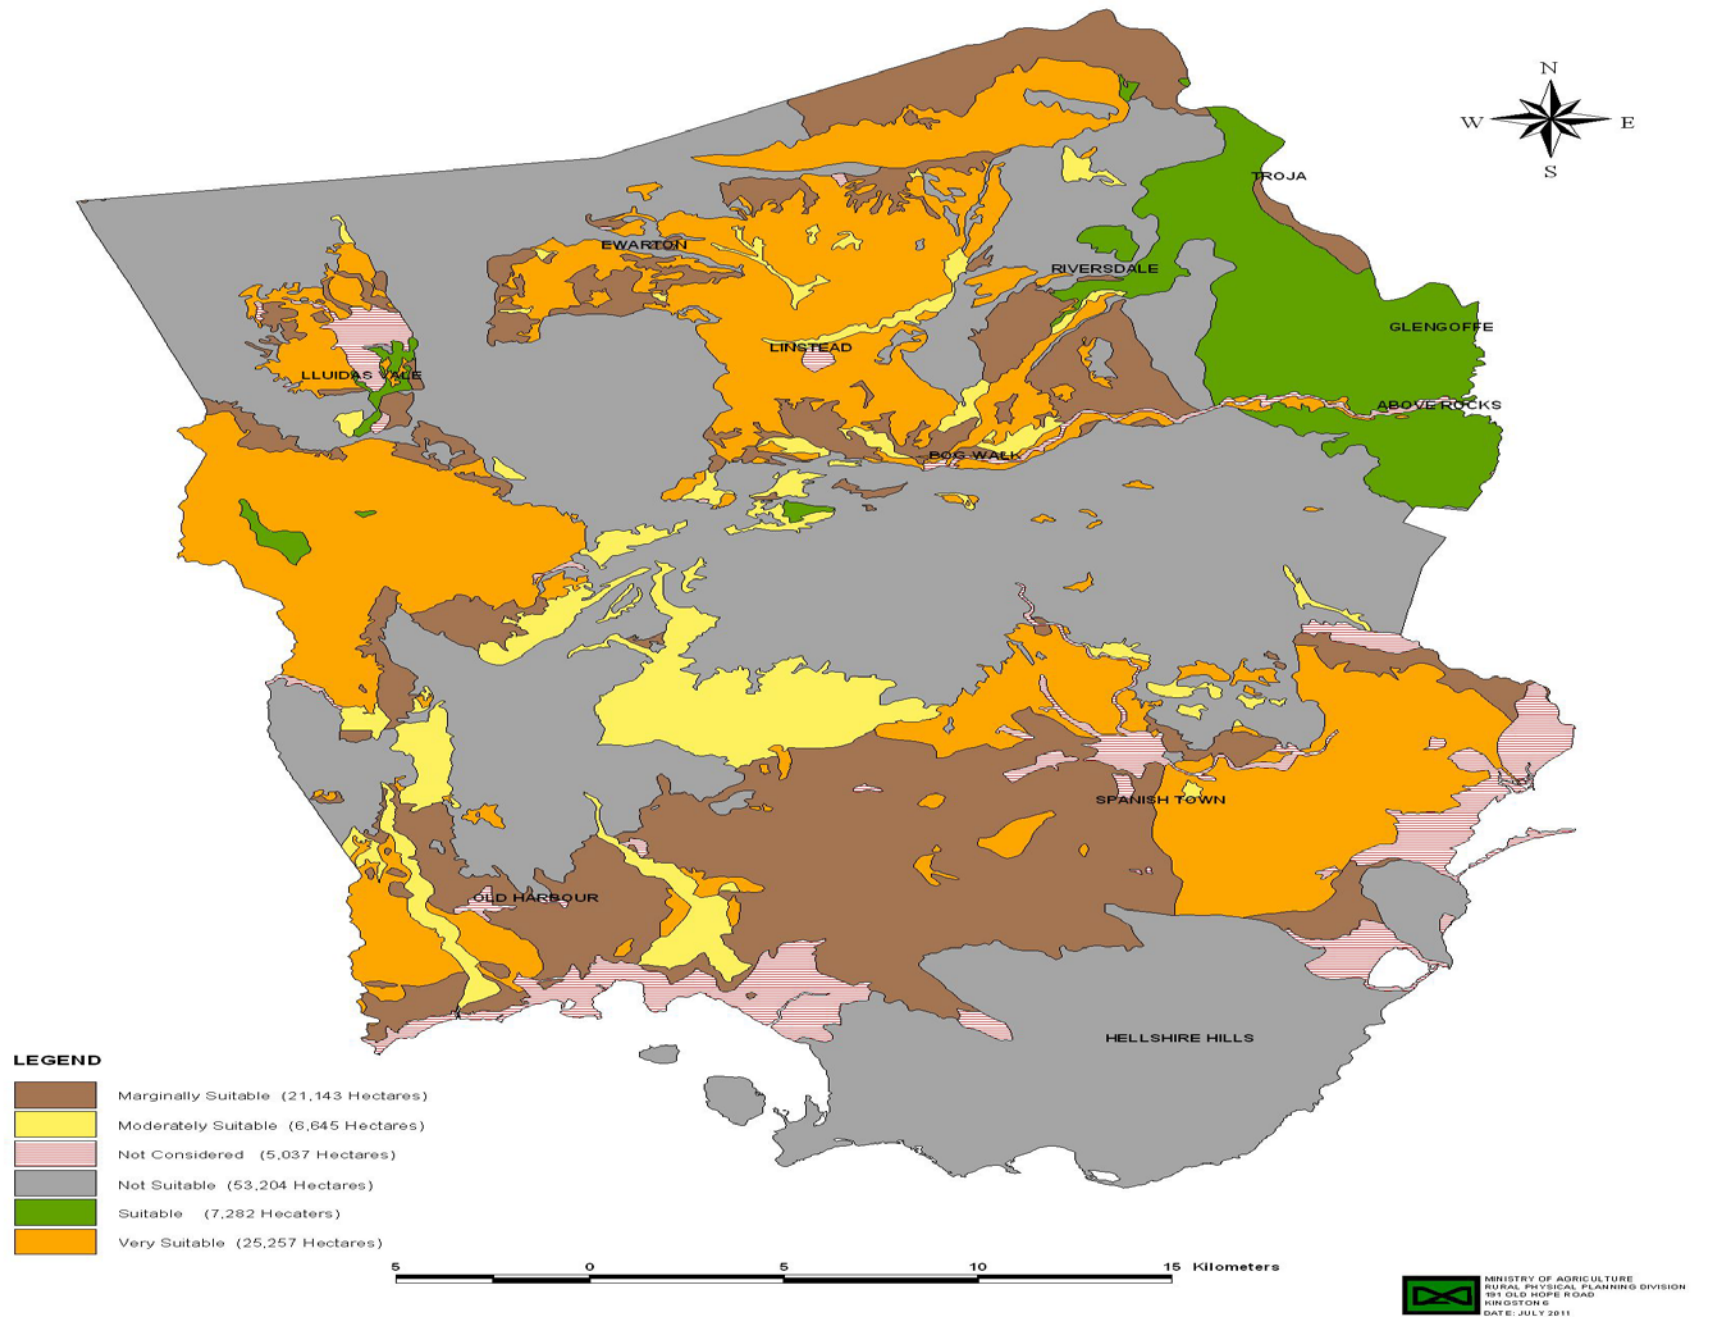 N
W E
S
TROJA
EWARTON
RIVERSDALE
GLENGOFFE
LINSTEAD
LLUIDAS VALE
ABOVE ROCKS
BOG WALK
SPANISH TOWN
OLD HARBOUR
HELLSHIRE HILLS
LEGEND
Marginally Suitable (21,143 Hectares)
Moderately Suitable (6,645 Hectares)
Not Considered (5,037 Hectares)
Not Suitable (53,204 Hectares)
Suitable (7,282 Hecaters)
Very Suitable (25,257 Hectares)
5 0 5 10 15 Kilometers
MINISTRY OF AGRICULTURE
RURAL PHYSICAL PLANNING DIVISION
191 OLD HOPE ROAD
KINGSTON 6
DATE: JULY 2011